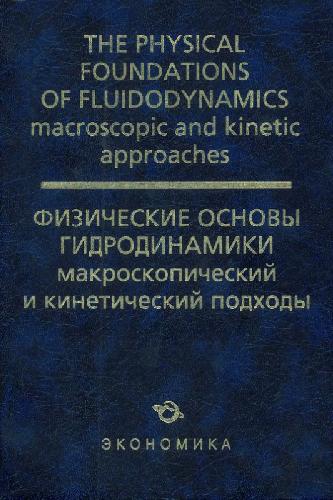 THE PHYSICAL
FOUNDATIONS
OF FLUIDODYNAMICS
macroscopic and kinetic
approaches
ФИЗИЧЕСКИЕ ОСНОВЫ
ГИДРОДИНАМИКИ
макроскопический
и кинетический подходы
ЭКОНОМИКА